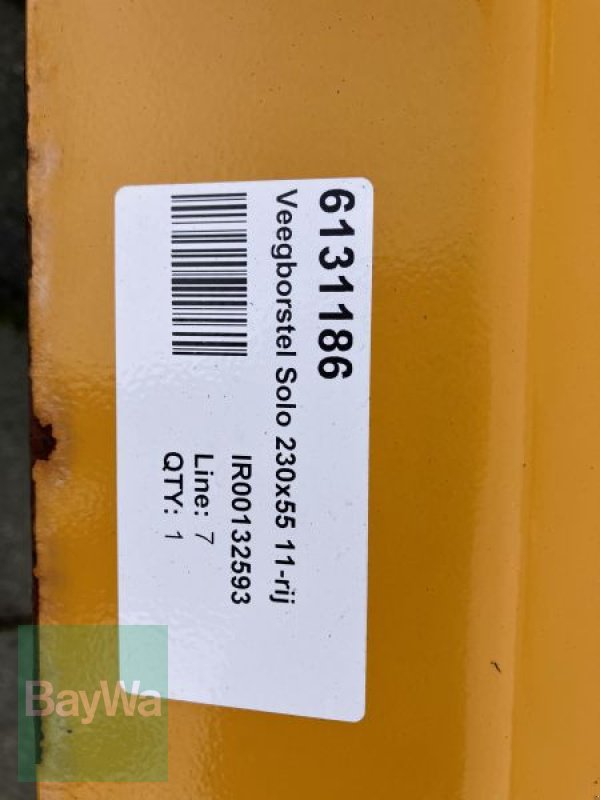 6131186
Veegborstel Solo 230x55 11-rij
IR00132593
Line: 7
QTY: 1
BayWa